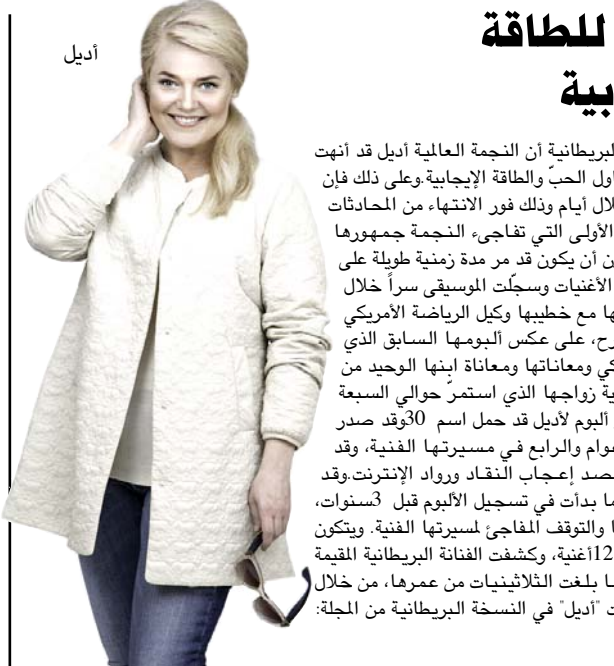 للطاقة
بية
أديل
البريطانية أن النجمة العالمية أديل قد أنهت
اول الحبّ والطاقة الإيجابية.وعلى ذلك فإن
لال أيام وذلك فور الانتهاء من المحادثات
الأولى التي تفاجىء النجمة جمهورها
ن أن يكون قد مر مدة زمنية طويلة على
الأغنيات وسجّلت الموسيقى سراً خلال
ها مع خطيبها وكيل الرياضة الأمريكي
رح، على عكس ألبومها السابق الذي
كي ومعاناتها ومعاناة ابنها الوحيد من
ية زواجها الذي استمرّ حوالي السبعة
ألبوم لأديل قد حمل اسم 30وقد صدر
عوام والرابع في مسيرتها الفنية، وقد
صد إعجاب النقاد ورواد الإنترنت.وقد
ما بدأت في تسجيل الألبوم قبل 3سنوات،
ا والتوقف المفاجئ لمسيرتها الفنية. ويتكون
12أغنية، وكشفت الفنانة البريطانية المقيمة
ـا بلغت الثلاثينيات من عمرها، من خلال
ت "أديل" في النسخة البريطانية من المجلة: